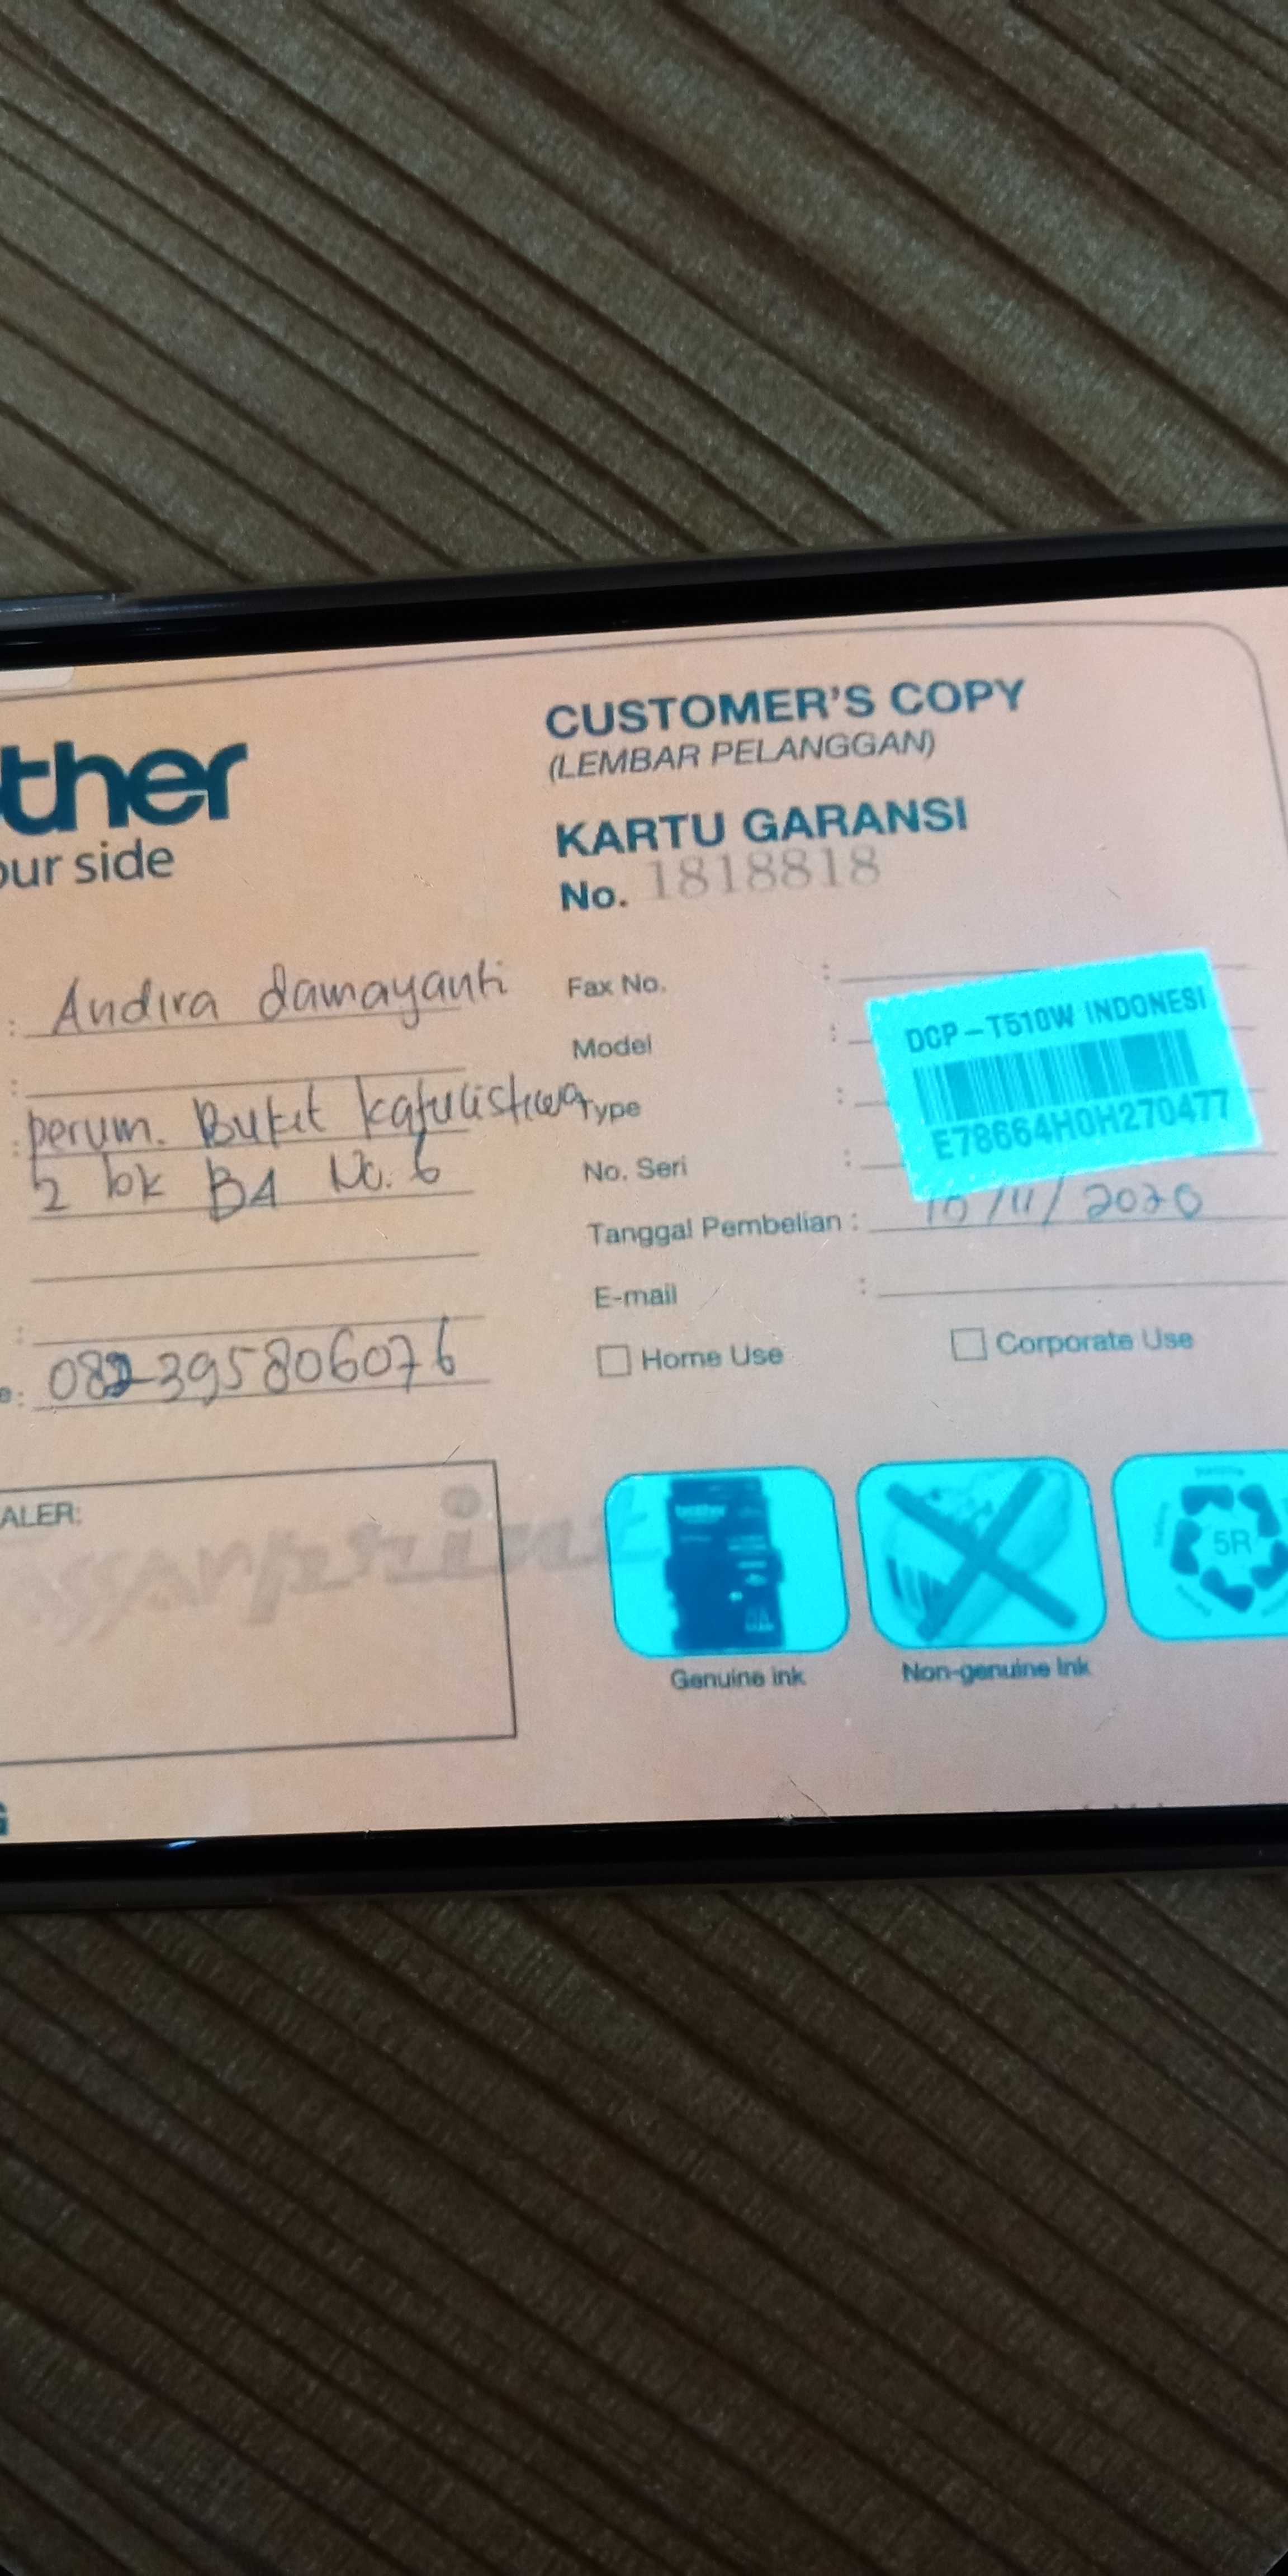 ther
our side
CUSTOMER'S COPY
(LEMBAR PELANGGAN)
KARTU GARANSI
No. 1818818
: Andira damayanti
:
: perum. Bukit katulistiwa
2 bk B4 No. 6
:
e: 082395806076
Fax No. :
Model :
Type :
No. Seri :
DCP-T510W INDONESI
E78664H0H270477
Tanggal Pembelian : 10/11/2020
E-mail :
Home Use
Corporate Use
ALER:
brother
5R
Genuine ink
Non-genuine Ink
G